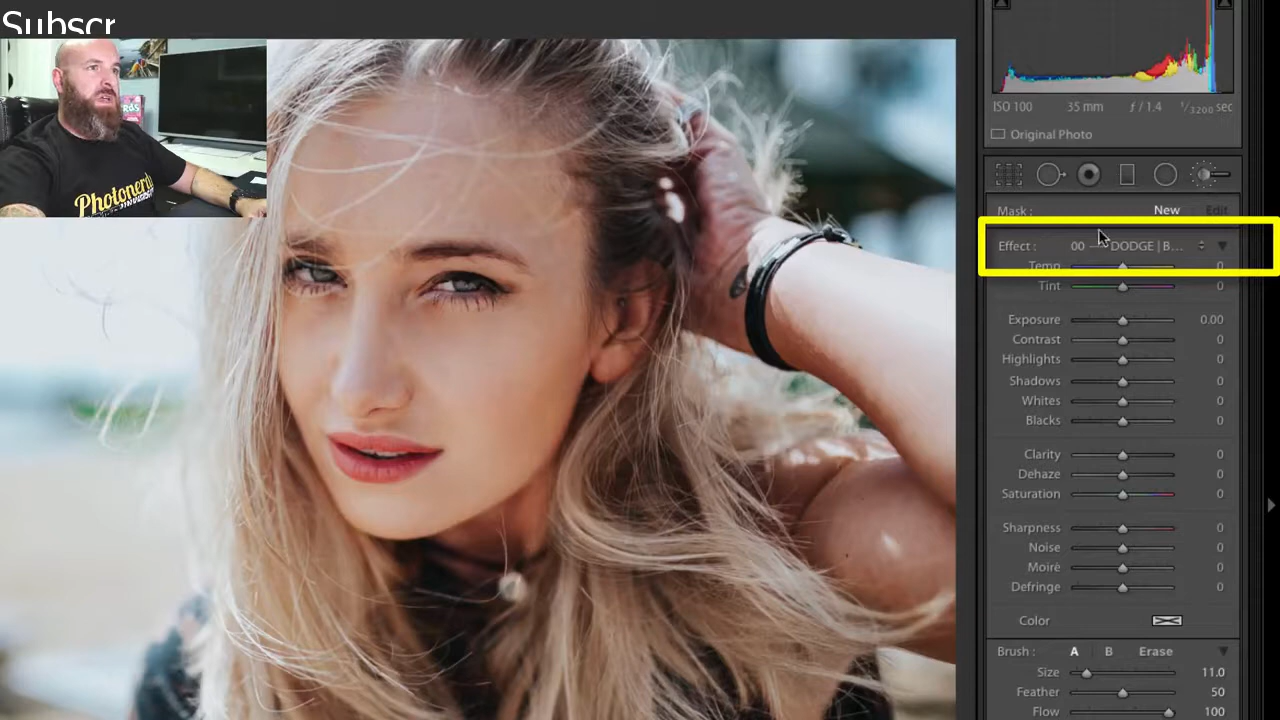 Subscr
Photonerds
ISO 100 35 mm ƒ / 1.4 1/3200 sec
Original Photo
Mask : New Edit
Effect : 00 — DODGE | B...
Temp 0
Tint 0
Exposure 0.00
Contrast 0
Highlights 0
Shadows 0
Whites 0
Blacks 0
Clarity 0
Dehaze 0
Saturation 0
Sharpness 0
Noise 0
Moiré 0
Defringe 0
Color
Brush : A B Erase
Size 11.0
Feather 50
Flow 100